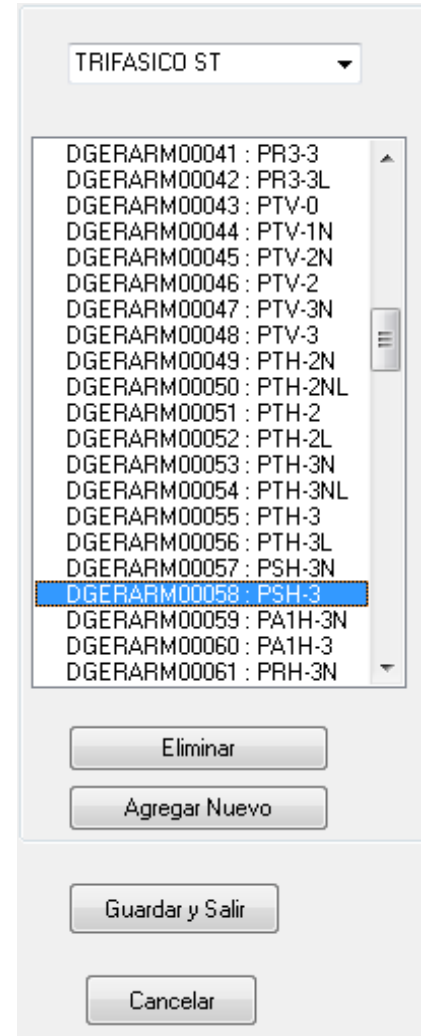 TRIFASICO ST
DGERARM00041 : PR3-3
DGERARM00042 : PR3-3L
DGERARM00043 : PTV-0
DGERARM00044 : PTV-1N
DGERARM00045 : PTV-2N
DGERARM00046 : PTV-2
DGERARM00047 : PTV-3N
DGERARM00048 : PTV-3
DGERARM00049 : PTH-2N
DGERARM00050 : PTH-2NL
DGERARM00051 : PTH-2
DGERARM00052 : PTH-2L
DGERARM00053 : PTH-3N
DGERARM00054 : PTH-3NL
DGERARM00055 : PTH-3
DGERARM00056 : PTH-3L
DGERARM00057 : PSH-3N
DGERARM00058 : PSH-3
DGERARM00059 : PA1H-3N
DGERARM00060 : PA1H-3
DGERARM00061 : PRH-3N
Eliminar
Agregar Nuevo
Guardar y Salir
Cancelar